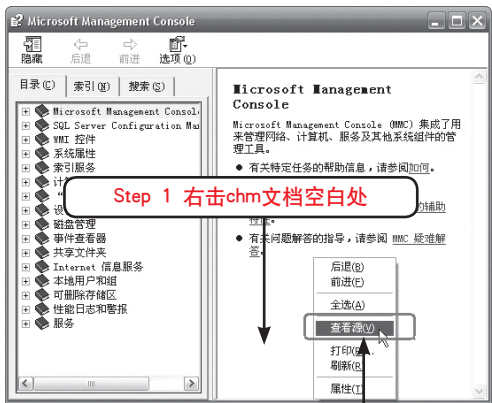 Microsoft Management Console
隐藏 后退 前进 选项(O)
目录(C) 索引(N) 搜索(S)
Microsoft Management Consol
SQL Server Configuration Ma
WMI 控件
系统属性
索引服务
磁盘管理
事件查看器
共享文件夹
Internet 信息服务
本地用户和组
可删除存储区
性能日志和警报
服务
Microsoft Management
Console
Microsoft Management Console (MMC) 集成了用
来管理网络、计算机、服务及其他系统组件的管
理工具。
有关特定任务的帮助信息，请参阅如何。
Step 1 右击chm文档空白处
的辅助
有关问题解答的指导，请参阅 MMC 疑难解
答。
后退(B)
前进(F)
全选(A)
查看源(V)
打印
刷新(R)
属性